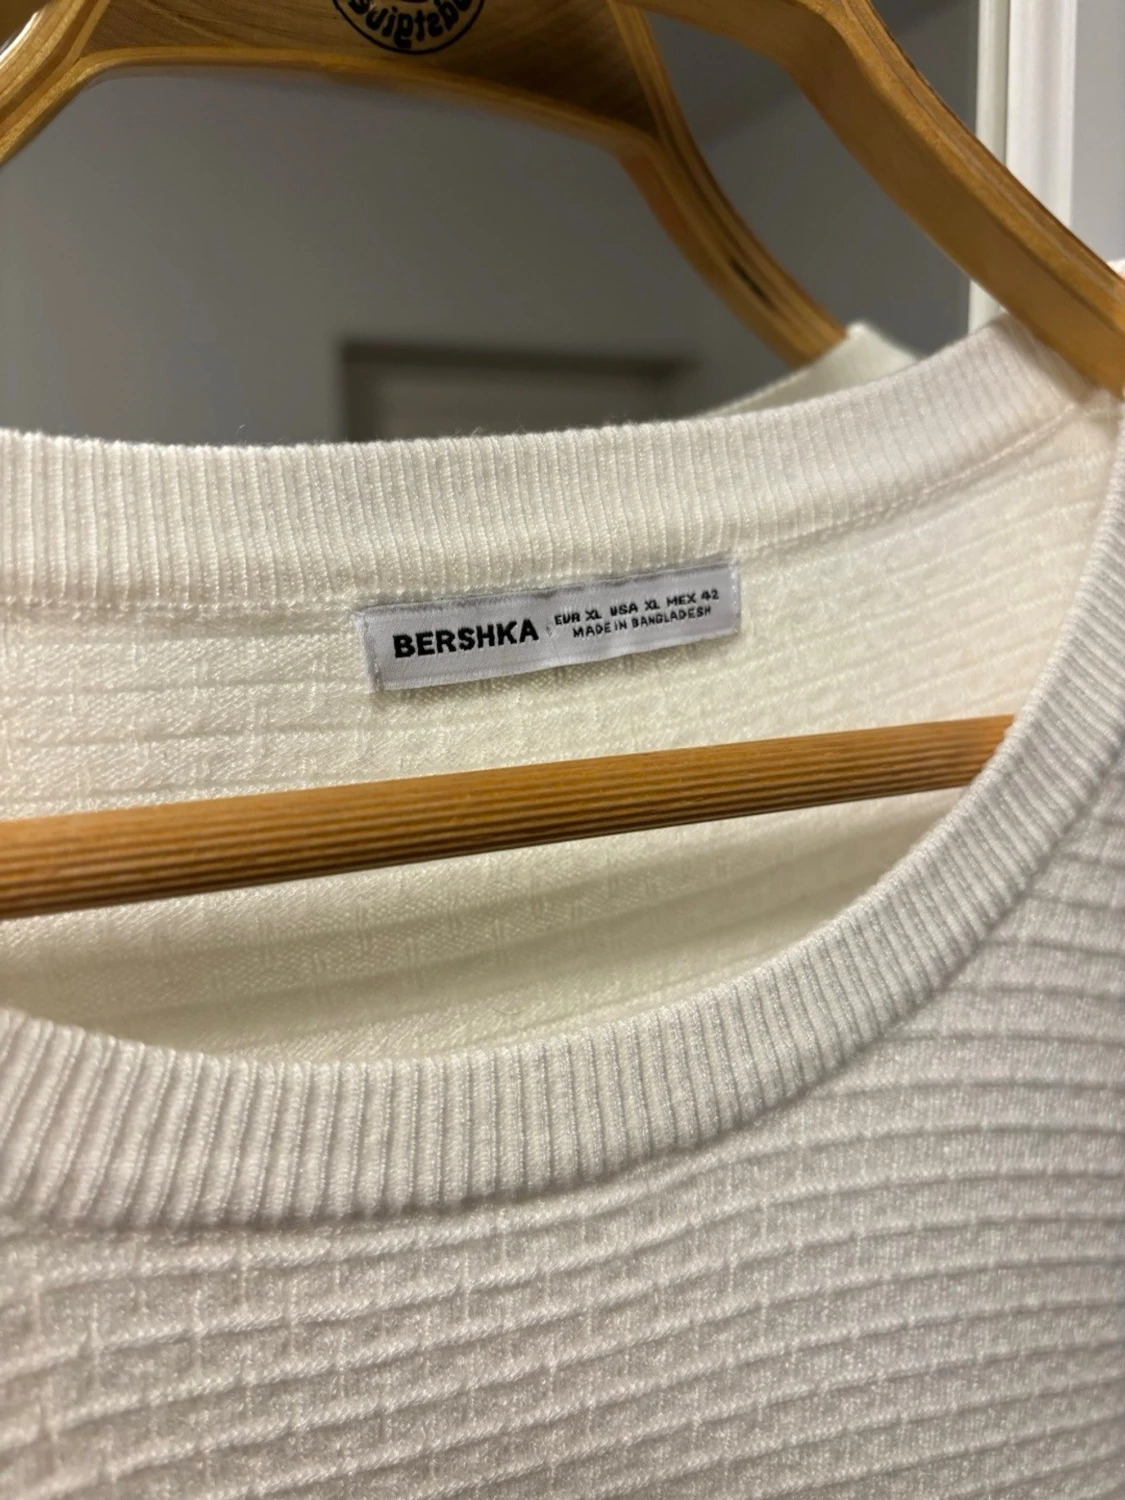 BERSHKA
EUR XL USA XL MEX 42
MADE IN BANGLADESH